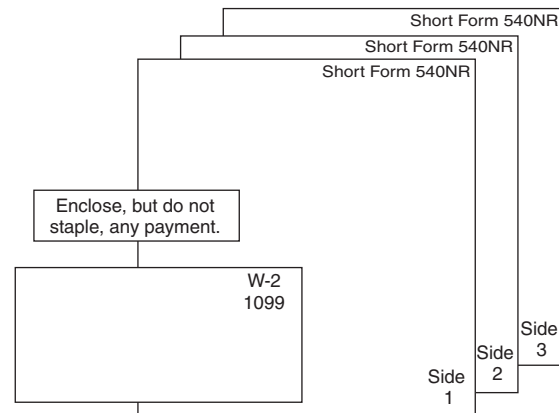 Short Form 540NR
Short Form 540NR
Short Form 540NR
Enclose, but do not
staple, any payment.
W-2
1099
Side
3
Side
2
Side
1